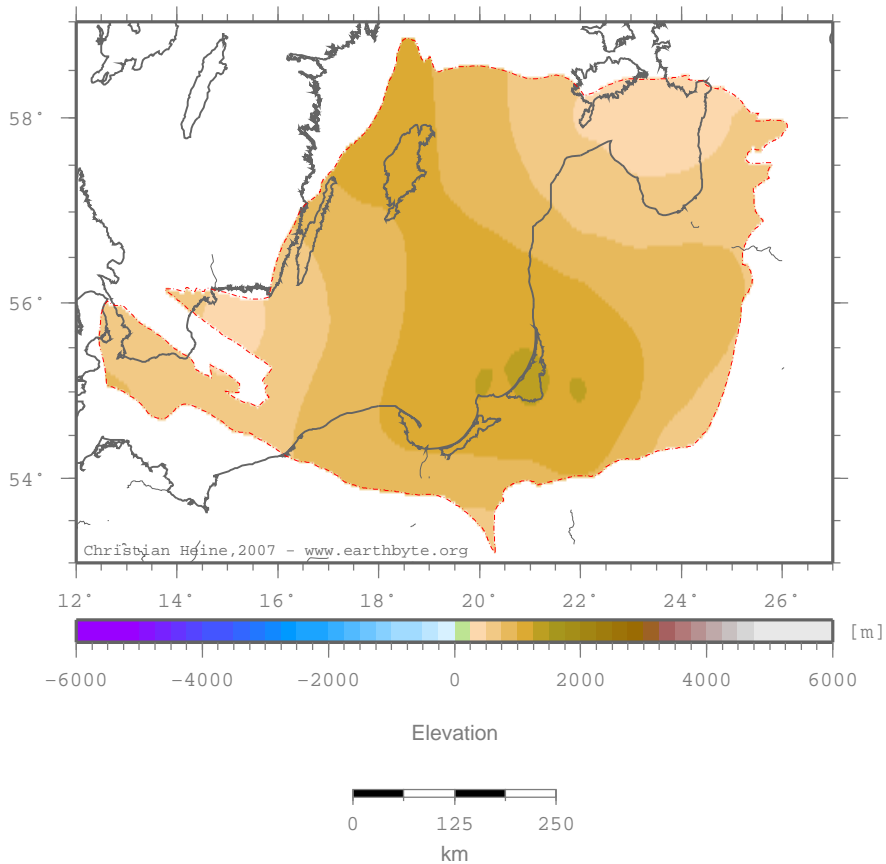 58°
56°
54°
Christian Heine,2007 - www.earthbyte.org
12° 14° 16° 18° 20° 22° 24° 26°
[m]
-6000 -4000 -2000 0 2000 4000 6000
Elevation
0 125 250
km